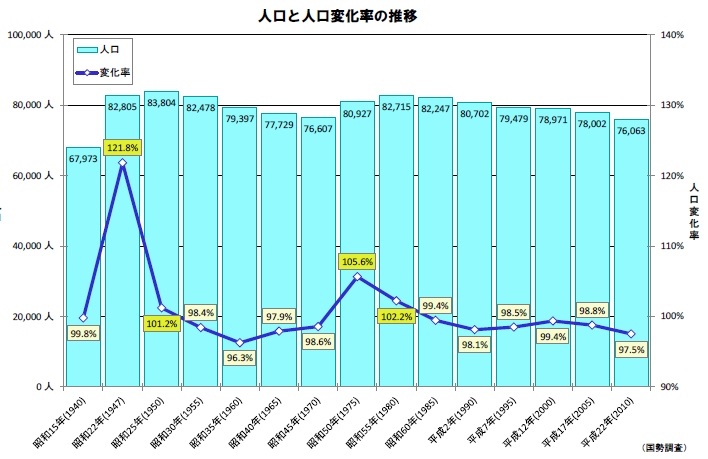 人口と人口変化率の推移
100,000 人
80,000 人
60,000 人
40,000 人
20,000 人
0 人
人口
変化率
140%
130%
120%
110%
100%
90%
人口変化率
67,973
82,805
83,804
82,478
79,397
77,729
76,607
80,927
82,715
82,247
80,702
79,479
78,971
78,002
76,063
99.8%
121.8%
101.2%
98.4%
96.3%
97.9%
98.6%
105.6%
102.2%
99.4%
98.1%
98.5%
99.4%
98.8%
97.5%
昭和15年(1940)
昭和22年(1947)
昭和25年(1950)
昭和30年(1955)
昭和35年(1960)
昭和40年(1965)
昭和45年(1970)
昭和50年(1975)
昭和55年(1980)
昭和60年(1985)
平成2年(1990)
平成7年(1995)
平成12年(2000)
平成17年(2005)
平成22年(2010)
（国勢調査）